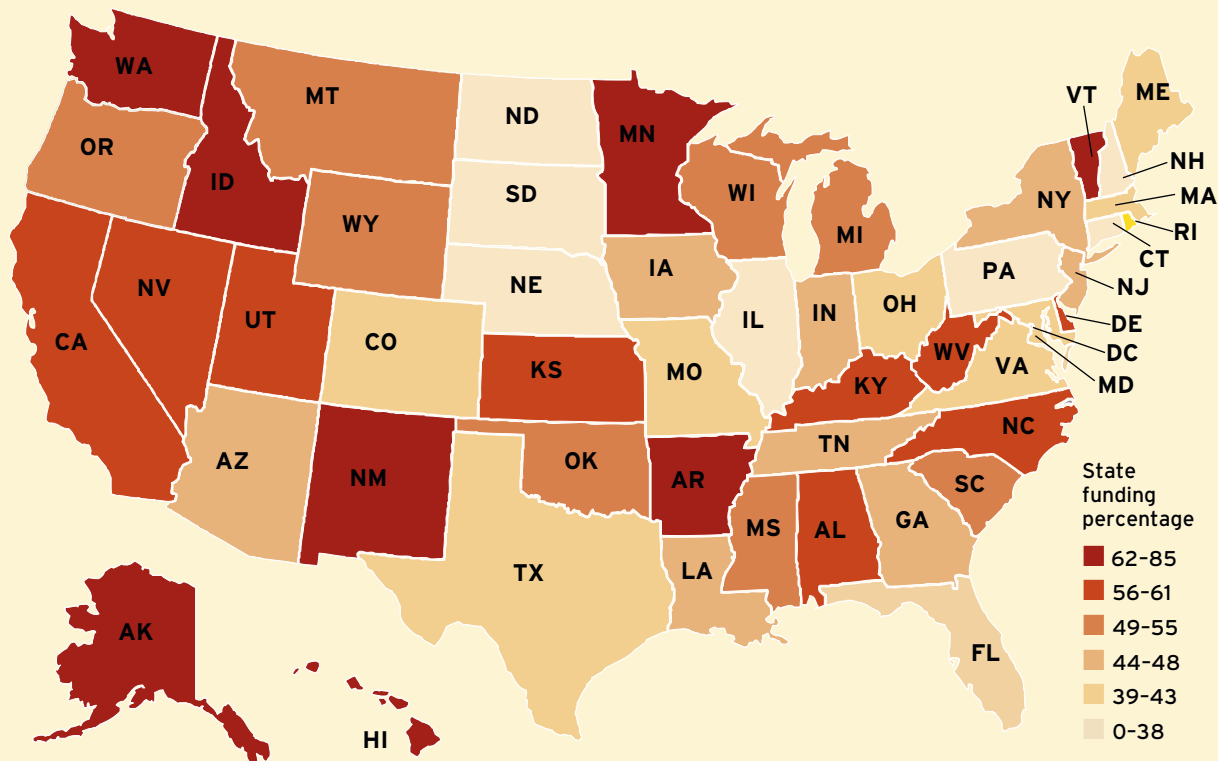 WA
MT
ND
MN
VT
ME
OR
ID
SD
WI
NY
NH
MA
WY
MI
RI
CT
IA
PA
NE
NV
NJ
UT
CO
IL
IN
OH
DE
CA
KS
MO
WV
DC
KY
VA
MD
NC
TN
AZ
OK
NM
AR
SC
GA
MS
AL
TX
LA
AK
FL
HI
State
funding
percentage
62–85
56–61
49–55
44–48
39–43
0–38